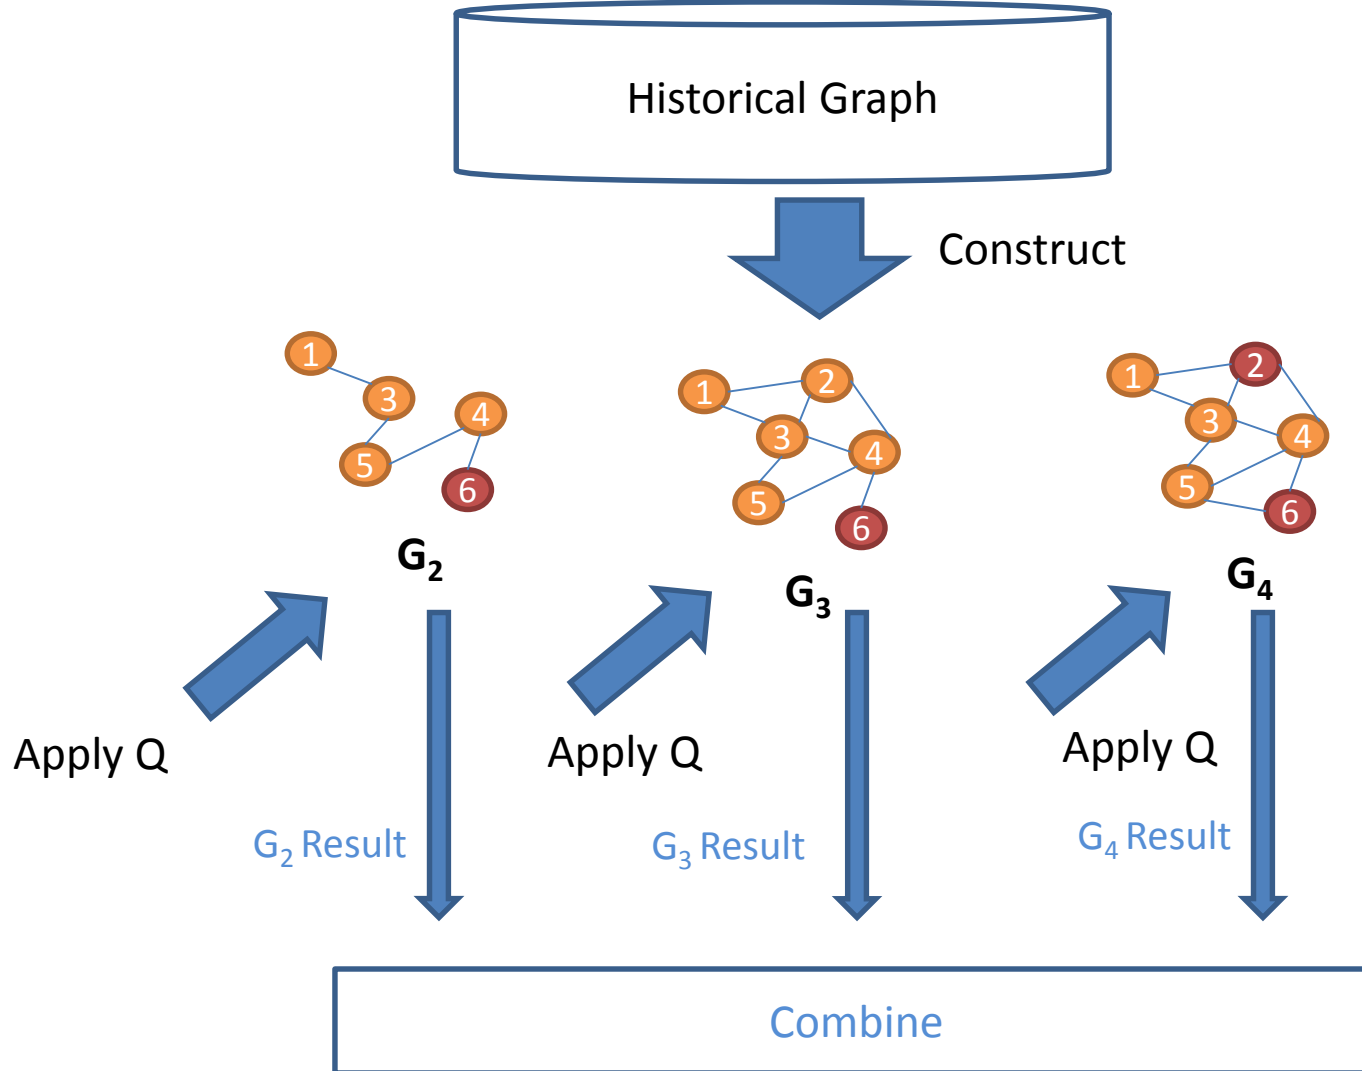 Historical Graph
Construct
1
3
4
5
6
G2
1
2
3
4
5
6
G3
1
2
3
4
5
6
G4
Apply Q
Apply Q
Apply Q
G2 Result
G3 Result
G4 Result
Combine